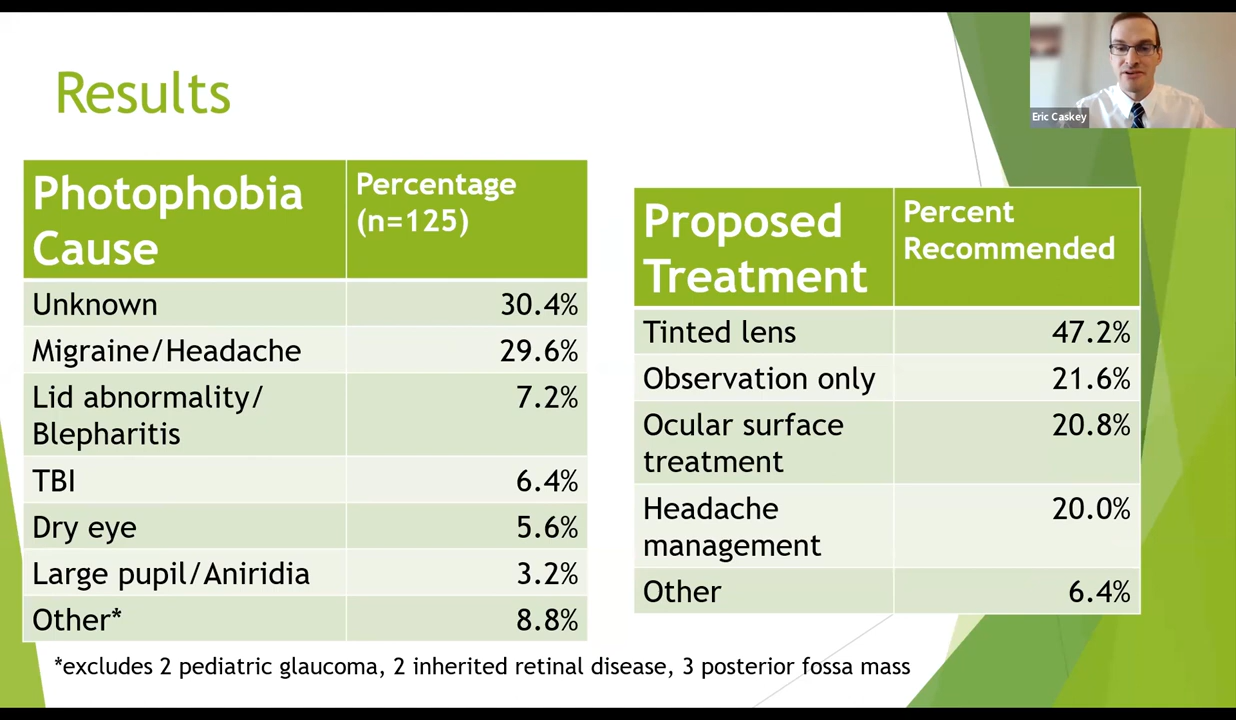 Results
Eric Caskey
Photophobia
Cause
Percentage
(n=125)
Unknown 30.4%
Migraine/Headache 29.6%
Lid abnormality/ 7.2%
Blepharitis
TBI 6.4%
Dry eye 5.6%
Large pupil/Aniridia 3.2%
Other* 8.8%
Proposed
Treatment
Percent
Recommended
Tinted lens 47.2%
Observation only 21.6%
Ocular surface 20.8%
treatment
Headache 20.0%
management
Other 6.4%
*excludes 2 pediatric glaucoma, 2 inherited retinal disease, 3 posterior fossa mass